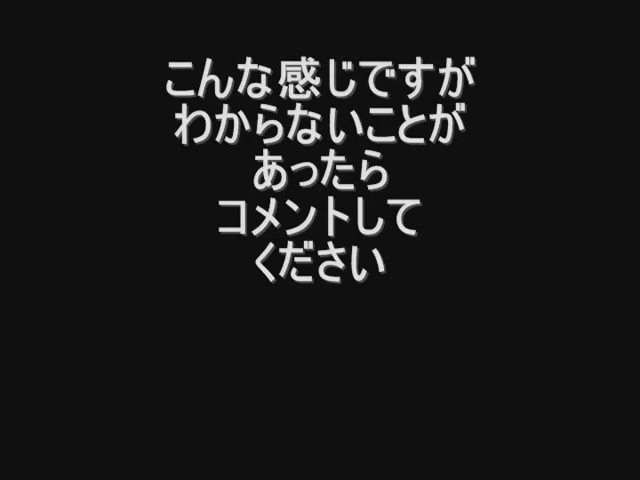 こんな感じですが
わからないことが
あったら
コメントして
ください